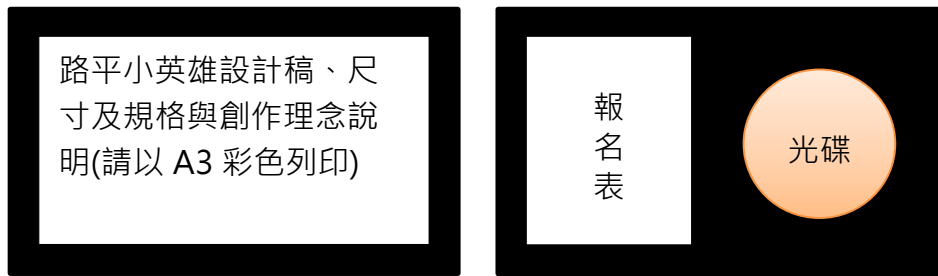 路平小英雄設計稿、尺
寸及規格與創作理念說
明(請以 A3 彩色列印)
報
名
表
光碟